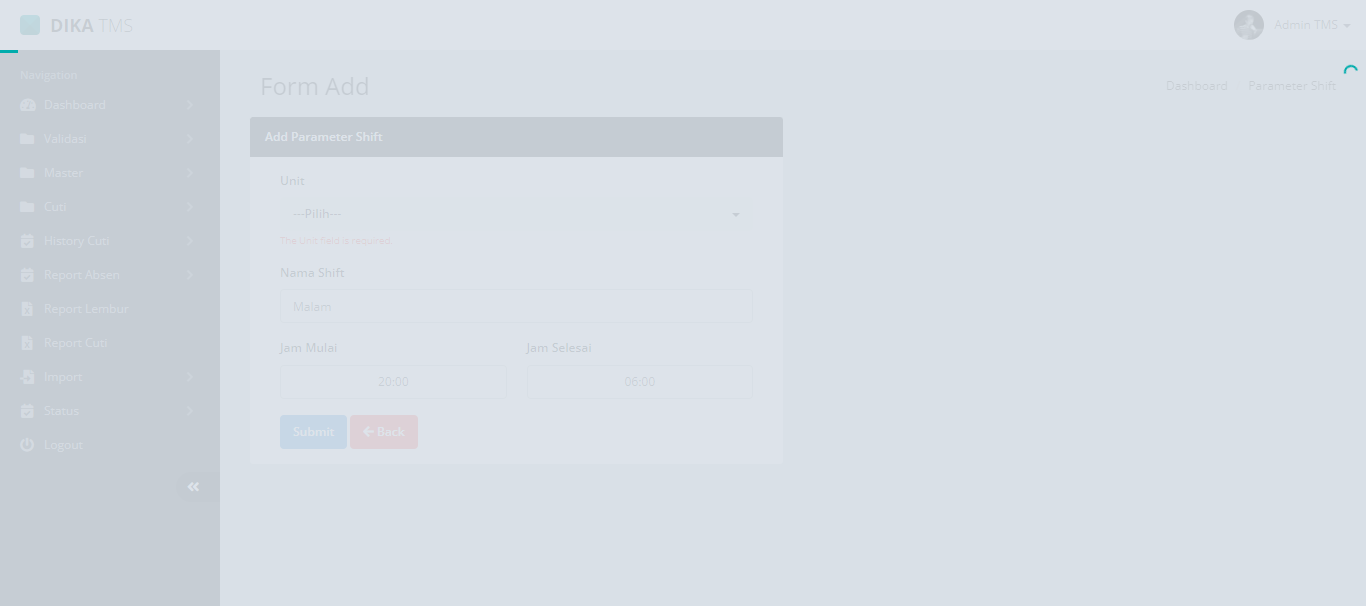 DIKA TMS
Admin TMS
Navigation
Dashboard
Validasi
Master
Cuti
History Cuti
Report Absen
Report Lembur
Report Cuti
Import
Status
Logout
Form Add
Dashboard
Parameter Shift
Add Parameter Shift
Unit
---Pilih---
The Unit field is required.
Nama Shift
Malam
Jam Mulai
Jam Selesai
20:00
06:00
Submit
Back